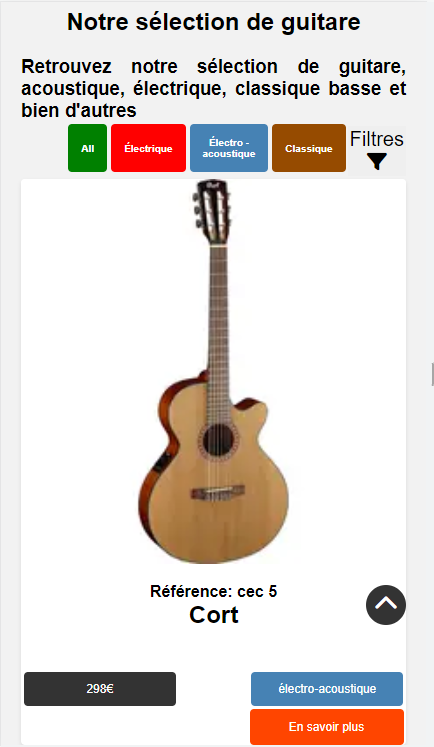 Notre sélection de guitare
Retrouvez notre sélection de guitare,
acoustique, électrique, classique basse et
bien d'autres
All
Électrique
Électro -
acoustique
Classique
Filtres
Cort
Référence: cec 5
Cort
298€
électro-acoustique
En savoir plus